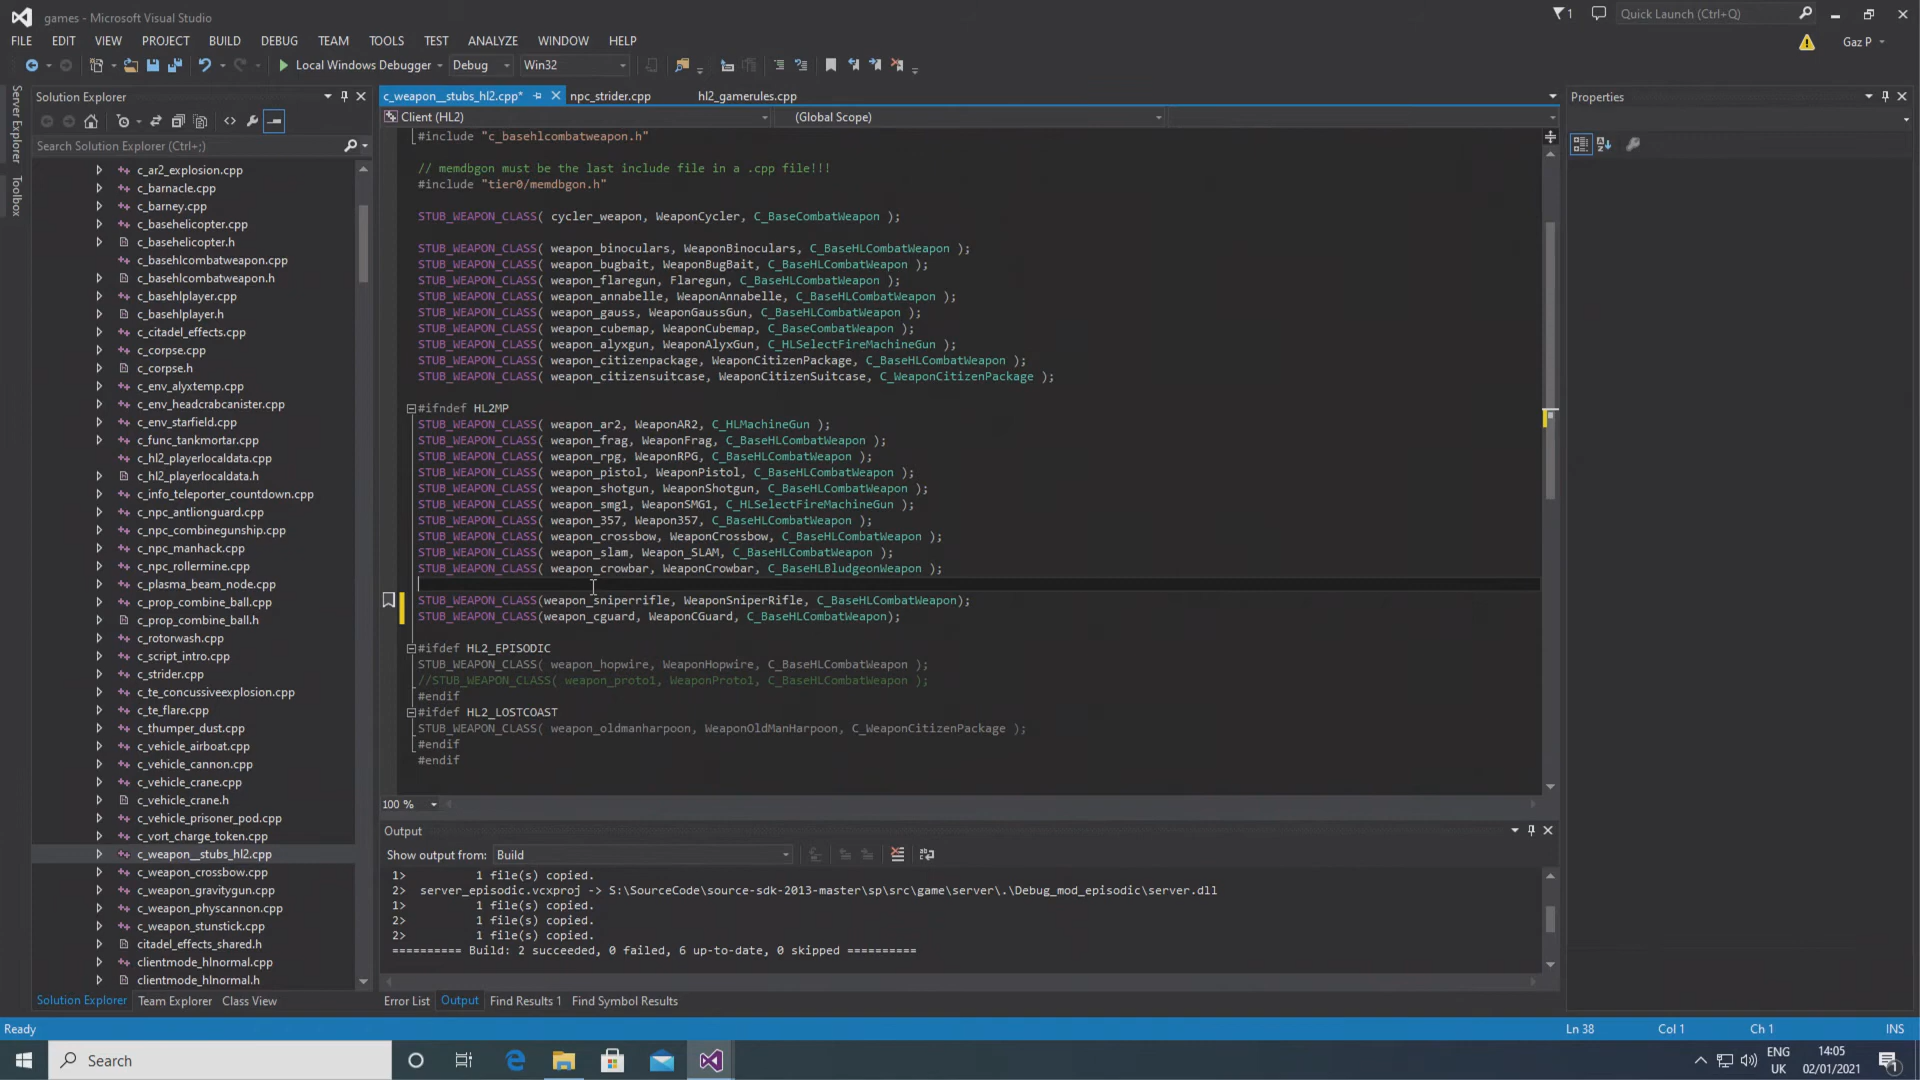 games - Microsoft Visual Studio
1
Quick Launch (Ctrl+Q)
FILE EDIT VIEW PROJECT BUILD DEBUG TEAM TOOLS TEST ANALYZE WINDOW HELP
Gaz P
Local Windows Debugger Debug Win32
Server Explorer
Toolbox
Solution Explorer
Search Solution Explorer (Ctrl+;)
c_ar2_explosion.cpp
c_barnacle.cpp
c_barney.cpp
c_basehelicopter.cpp
c_basehelicopter.h
c_basehlcombatweapon.cpp
c_basehlcombatweapon.h
c_basehlplayer.cpp
c_basehlplayer.h
c_citadel_effects.cpp
c_corpse.cpp
c_corpse.h
c_env_alyxtemp.cpp
c_env_headcrabcanister.cpp
c_env_starfield.cpp
c_func_tankmortar.cpp
c_hl2_playerlocaldata.cpp
c_hl2_playerlocaldata.h
c_info_teleporter_countdown.cpp
c_npc_antlionguard.cpp
c_npc_combinegunship.cpp
c_npc_manhack.cpp
c_npc_rollermine.cpp
c_plasma_beam_node.cpp
c_prop_combine_ball.cpp
c_prop_combine_ball.h
c_rotorwash.cpp
c_script_intro.cpp
c_strider.cpp
c_te_concussiveexplosion.cpp
c_te_flare.cpp
c_thumper_dust.cpp
c_vehicle_airboat.cpp
c_vehicle_cannon.cpp
c_vehicle_crane.cpp
c_vehicle_crane.h
c_vehicle_prisoner_pod.cpp
c_vort_charge_token.cpp
c_weapon__stubs_hl2.cpp
c_weapon_crossbow.cpp
c_weapon_gravitygun.cpp
c_weapon_physcannon.cpp
c_weapon_stunstick.cpp
citadel_effects_shared.h
clientmode_hlnormal.cpp
clientmode_hlnormal.h
Solution Explorer Team Explorer Class View
c_weapon__stubs_hl2.cpp* npc_strider.cpp hl2_gamerules.cpp
Client (HL2) (Global Scope)
#include "c_basehlcombatweapon.h"
// memdbgon must be the last include file in a .cpp file!!!
#include "tier0/memdbgon.h"
STUB_WEAPON_CLASS( cycler_weapon, WeaponCycler, C_BaseCombatWeapon );
STUB_WEAPON_CLASS( weapon_binoculars, WeaponBinoculars, C_BaseHLCombatWeapon );
STUB_WEAPON_CLASS( weapon_bugbait, WeaponBugBait, C_BaseHLCombatWeapon );
STUB_WEAPON_CLASS( weapon_flaregun, Flaregun, C_BaseHLCombatWeapon );
STUB_WEAPON_CLASS( weapon_annabelle, WeaponAnnabelle, C_BaseHLCombatWeapon );
STUB_WEAPON_CLASS( weapon_gauss, WeaponGaussGun, C_BaseHLCombatWeapon );
STUB_WEAPON_CLASS( weapon_cubemap, WeaponCubemap, C_BaseCombatWeapon );
STUB_WEAPON_CLASS( weapon_alyxgun, WeaponAlyxGun, C_HLSelectFireMachineGun );
STUB_WEAPON_CLASS( weapon_citizenpackage, WeaponCitizenPackage, C_BaseHLCombatWeapon );
STUB_WEAPON_CLASS( weapon_citizensuitcase, WeaponCitizenSuitcase, C_WeaponCitizenPackage );
#ifndef HL2MP
STUB_WEAPON_CLASS( weapon_ar2, WeaponAR2, C_HLMachineGun );
STUB_WEAPON_CLASS( weapon_frag, WeaponFrag, C_BaseHLCombatWeapon );
STUB_WEAPON_CLASS( weapon_rpg, WeaponRPG, C_BaseHLCombatWeapon );
STUB_WEAPON_CLASS( weapon_pistol, WeaponPistol, C_BaseHLCombatWeapon );
STUB_WEAPON_CLASS( weapon_shotgun, WeaponShotgun, C_BaseHLCombatWeapon );
STUB_WEAPON_CLASS( weapon_smg1, WeaponSMG1, C_HLSelectFireMachineGun );
STUB_WEAPON_CLASS( weapon_357, Weapon357, C_BaseHLCombatWeapon );
STUB_WEAPON_CLASS( weapon_crossbow, WeaponCrossbow, C_BaseHLCombatWeapon );
STUB_WEAPON_CLASS( weapon_slam, Weapon_SLAM, C_BaseHLCombatWeapon );
STUB_WEAPON_CLASS( weapon_crowbar, WeaponCrowbar, C_BaseHLBludgeonWeapon );
STUB_WEAPON_CLASS(weapon_sniperrifle, WeaponSniperRifle, C_BaseHLCombatWeapon);
STUB_WEAPON_CLASS(weapon_cguard, WeaponCGuard, C_BaseHLCombatWeapon);
#ifdef HL2_EPISODIC
STUB_WEAPON_CLASS( weapon_hopwire, WeaponHopwire, C_BaseHLCombatWeapon );
//STUB_WEAPON_CLASS( weapon_proto1, WeaponProto1, C_BaseHLCombatWeapon );
#endif
#ifdef HL2_LOSTCOAST
STUB_WEAPON_CLASS( weapon_oldmanharpoon, WeaponOldManHarpoon, C_WeaponCitizenPackage );
#endif
#endif
100 %
Output
Show output from: Build
1> 1 file(s) copied.
2> server_episodic.vcxproj -> S:\SourceCode\source-sdk-2013-master\sp\src\game\server\.\Debug_mod_episodic\server.dll
1> 1 file(s) copied.
2> 1 file(s) copied.
2> 1 file(s) copied.
========== Build: 2 succeeded, 0 failed, 6 up-to-date, 0 skipped ==========
Error List Output Find Results 1 Find Symbol Results
Properties
Ready Ln 38 Col 1 Ch 1 INS
Search
ENG
UK
14:05
02/01/2021
1